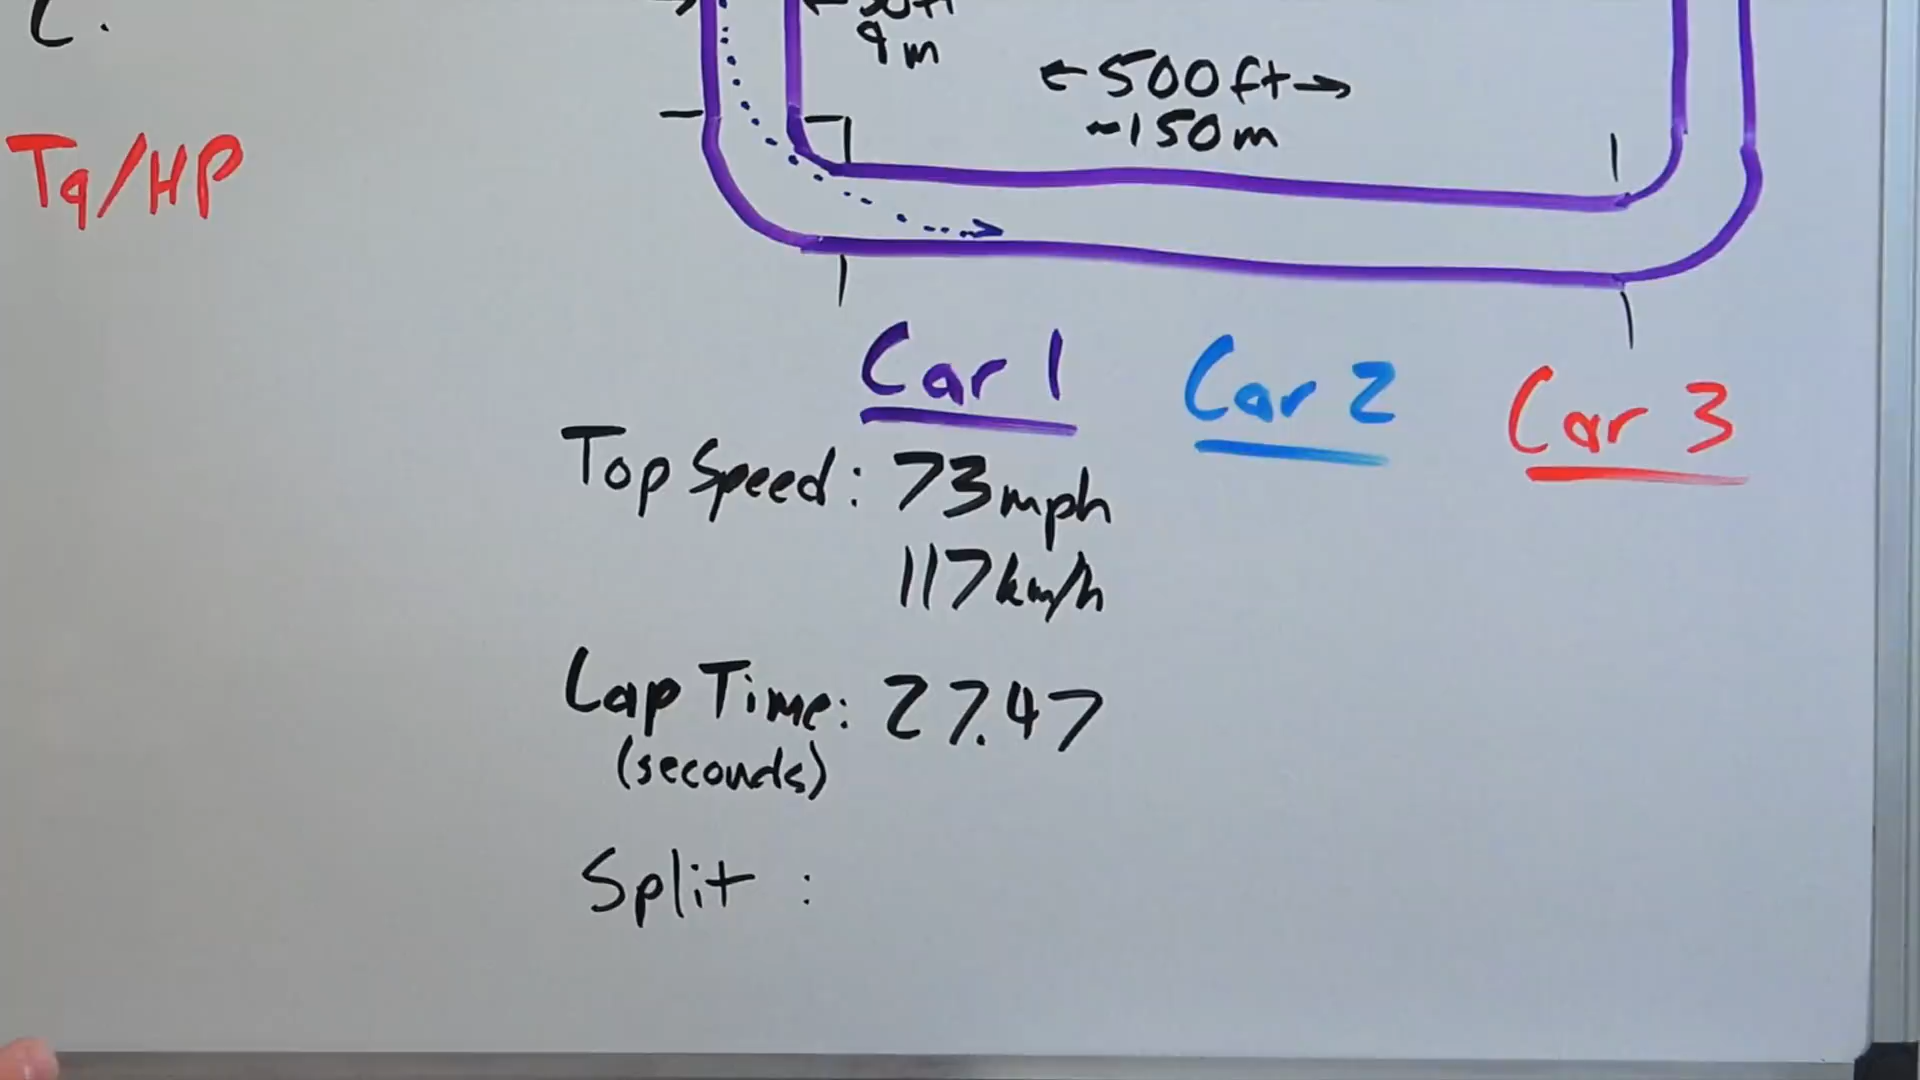 9m
←500ft→
~150m
Tq/HP
Car 1 Car 2 Car 3
Top Speed: 73mph
117km/h
Lap Time: 27.47
(seconds)
Split :